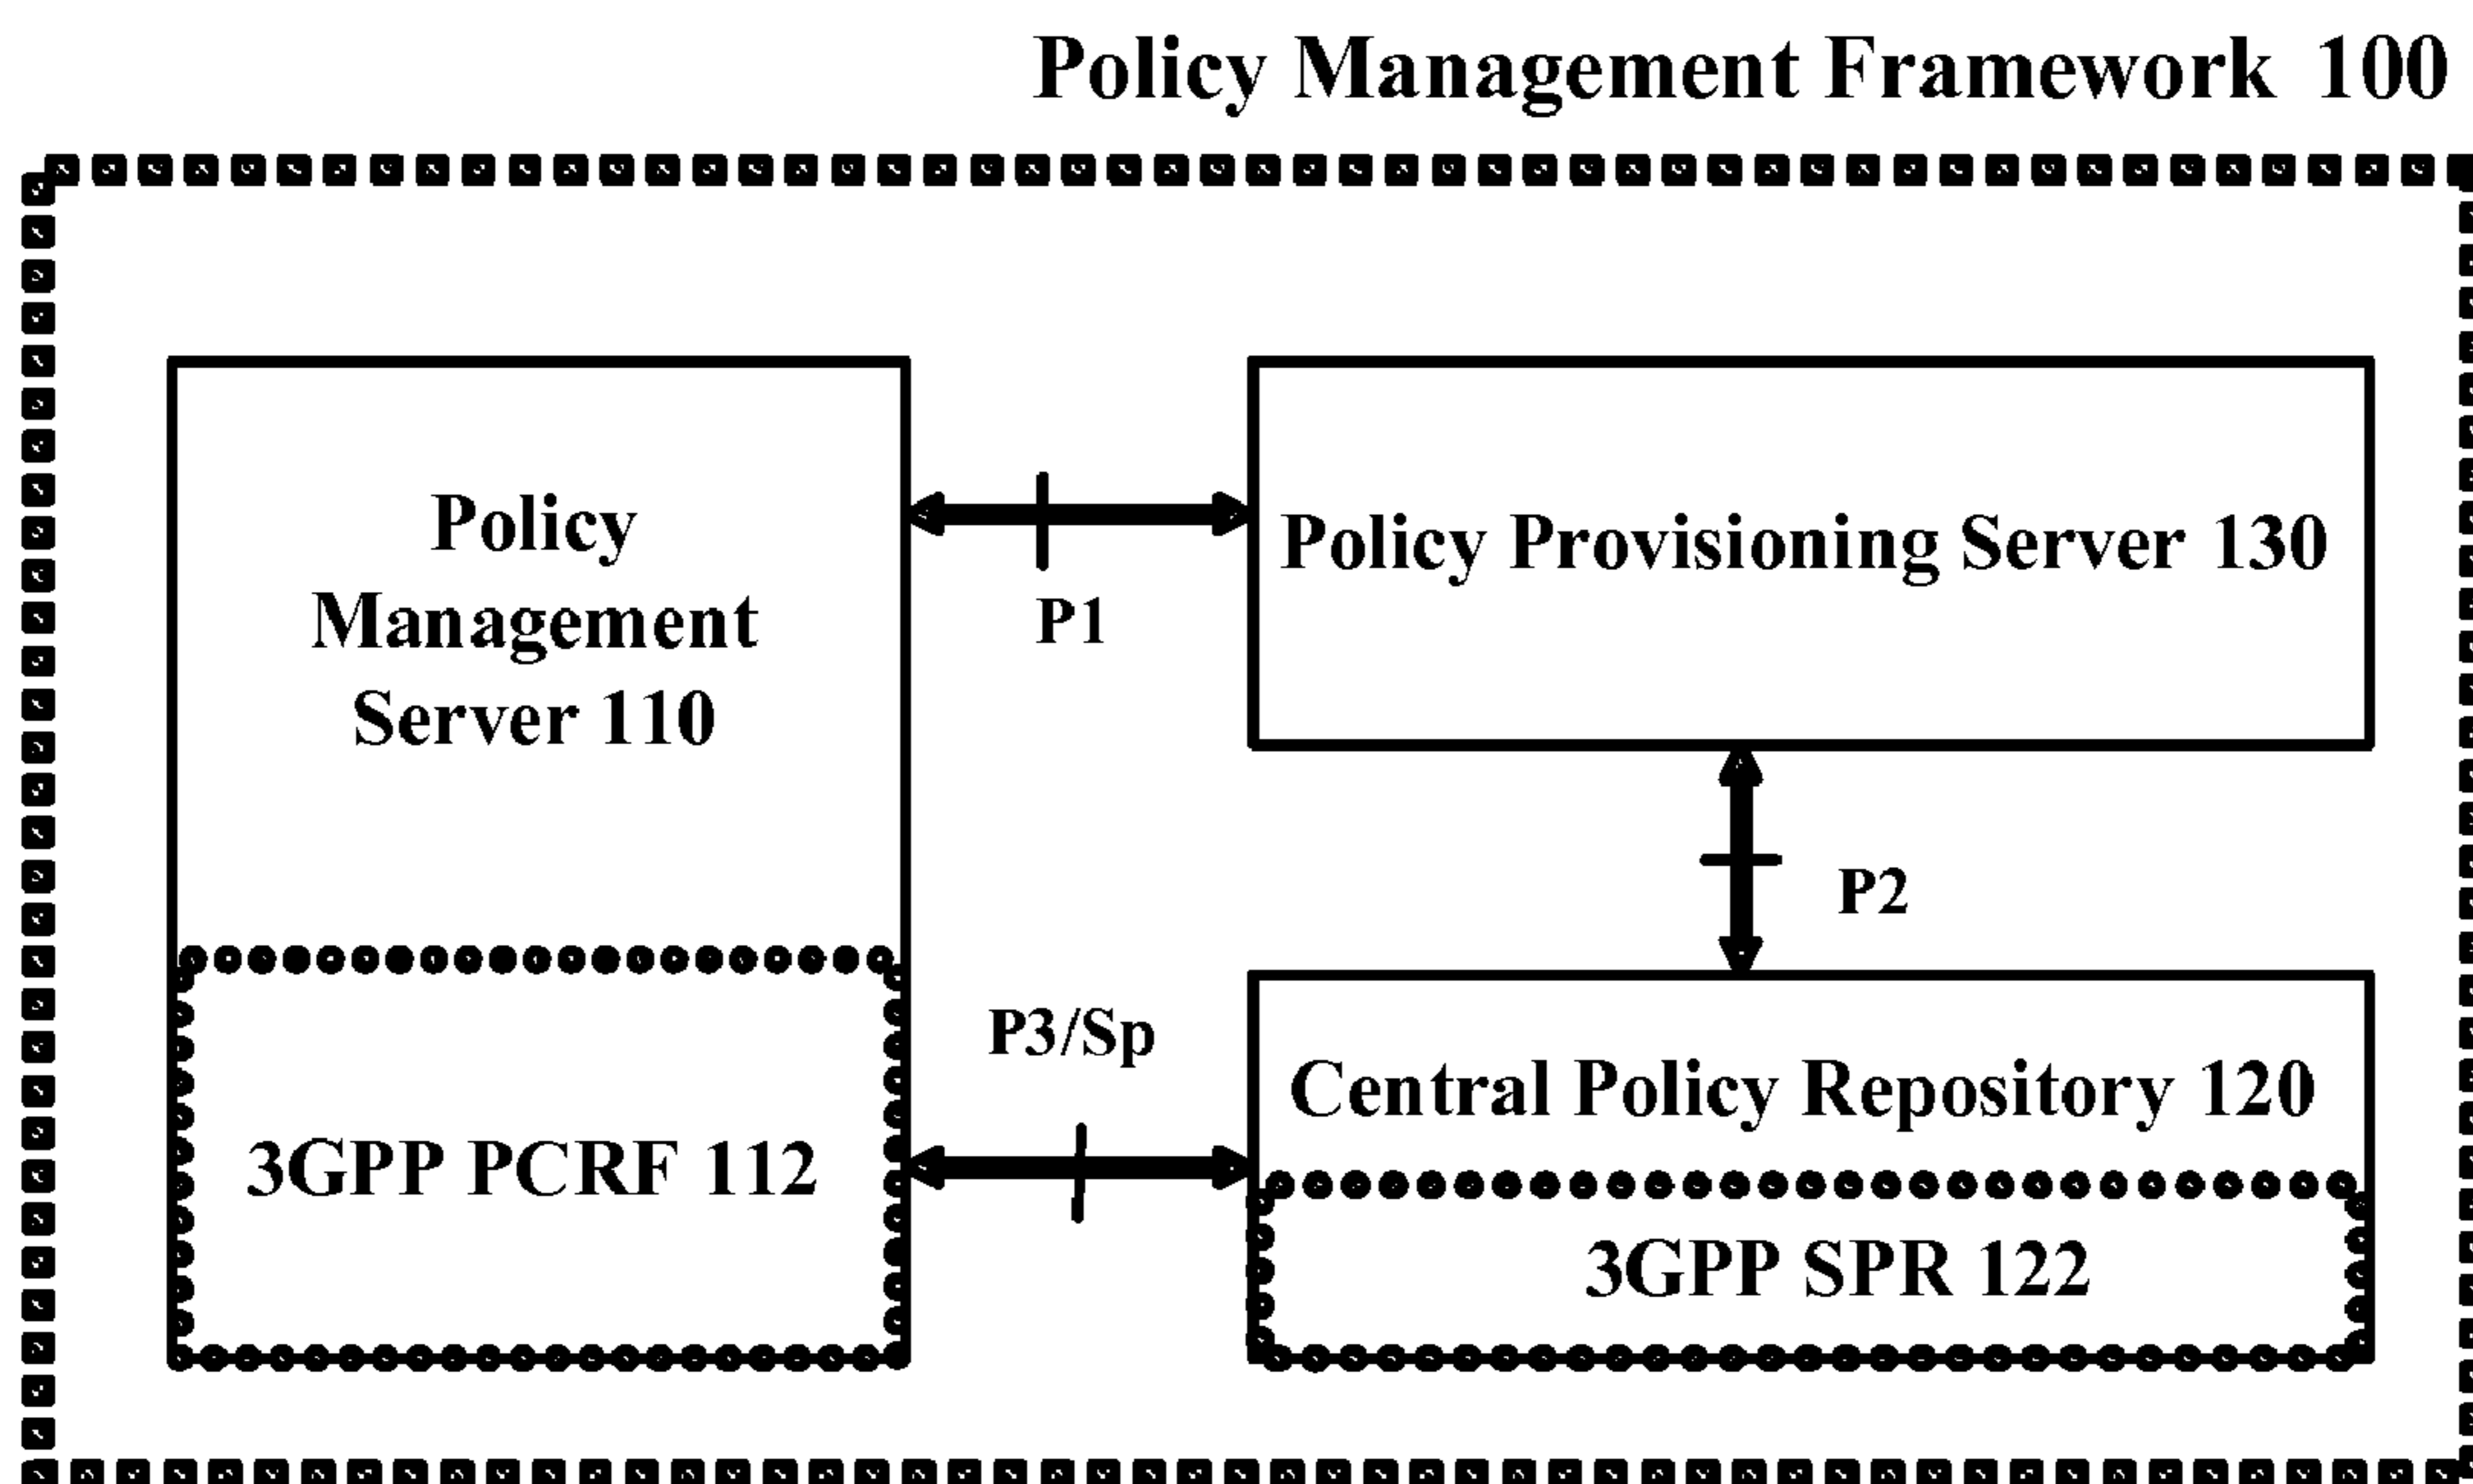 Policy Management Framework 100
Policy
Management
Server 110
P1
Policy Provisioning Server 130
P2
3GPP PCRF 112
P3/Sp
Central Policy Repository 120
3GPP SPR 122